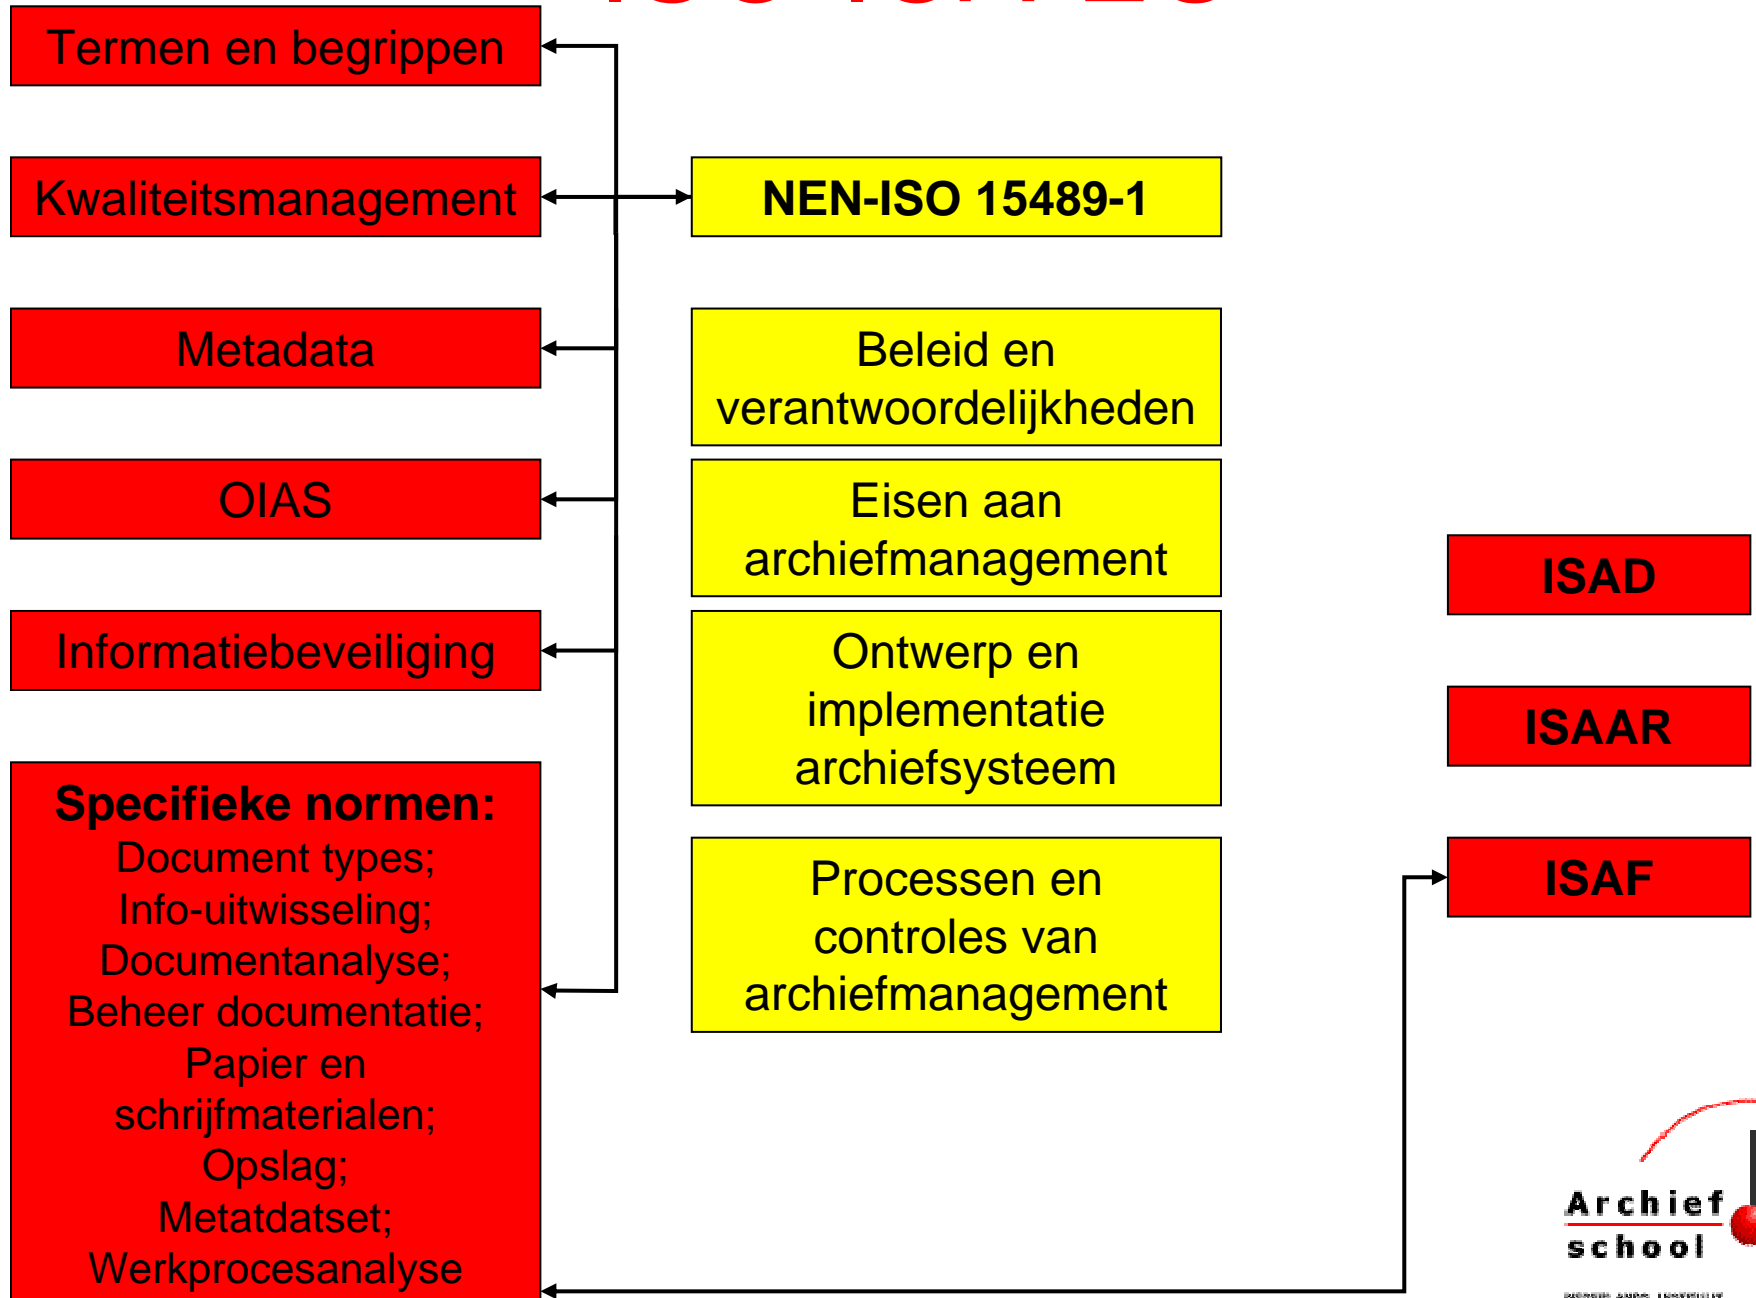 Termen en begrippen
Kwaliteitsmanagement
NEN-ISO 15489-1
Metadata
Beleid en
verantwoordelijkheden
OIAS
Eisen aan
archiefmanagement
ISAD
Informatiebeveiliging
Ontwerp en
implementatie
archiefsysteem
ISAAR
Specifieke normen:
Document types;
Info-uitwisseling;
Documentanalyse;
Beheer documentatie;
Papier en
schrijfmaterialen;
Opslag;
Metatdatset;
Werkprocesanalyse
Processen en
controles van
archiefmanagement
ISAF
Archief
school